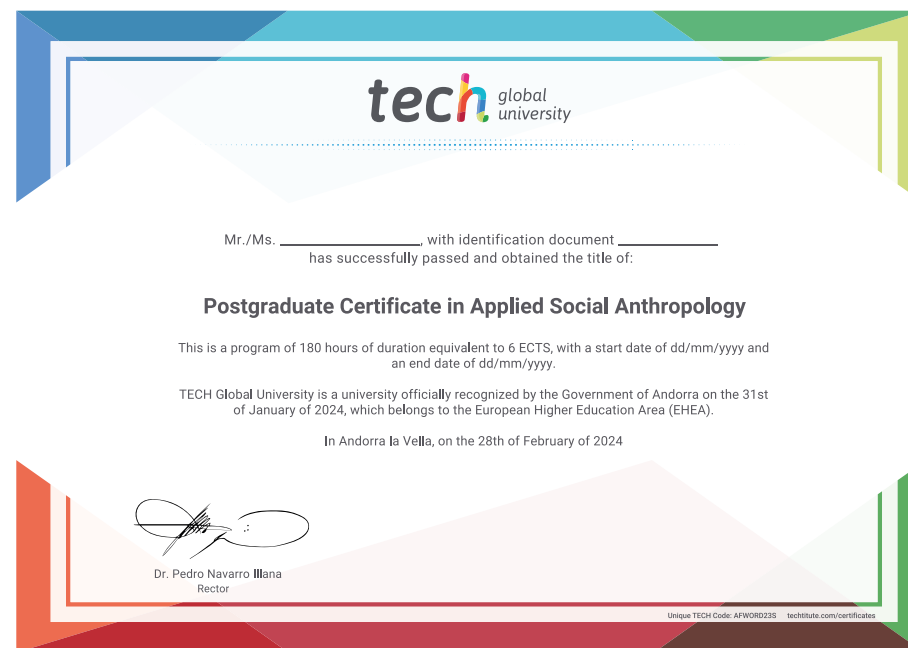 tech global
university
Mr./Ms. ____________________, with identification document ______________
has successfully passed and obtained the title of:
Postgraduate Certificate in Applied Social Anthropology
This is a program of 180 hours of duration equivalent to 6 ECTS, with a start date of dd/mm/yyyy and
an end date of dd/mm/yyyy.
TECH Global University is a university officially recognized by the Government of Andorra on the 31st
of January of 2024, which belongs to the European Higher Education Area (EHEA).
In Andorra la Vella, on the 28th of February of 2024
Dr. Pedro Navarro Illana
Rector
Unique TECH Code: AFWORD23S techtitute.com/certificates